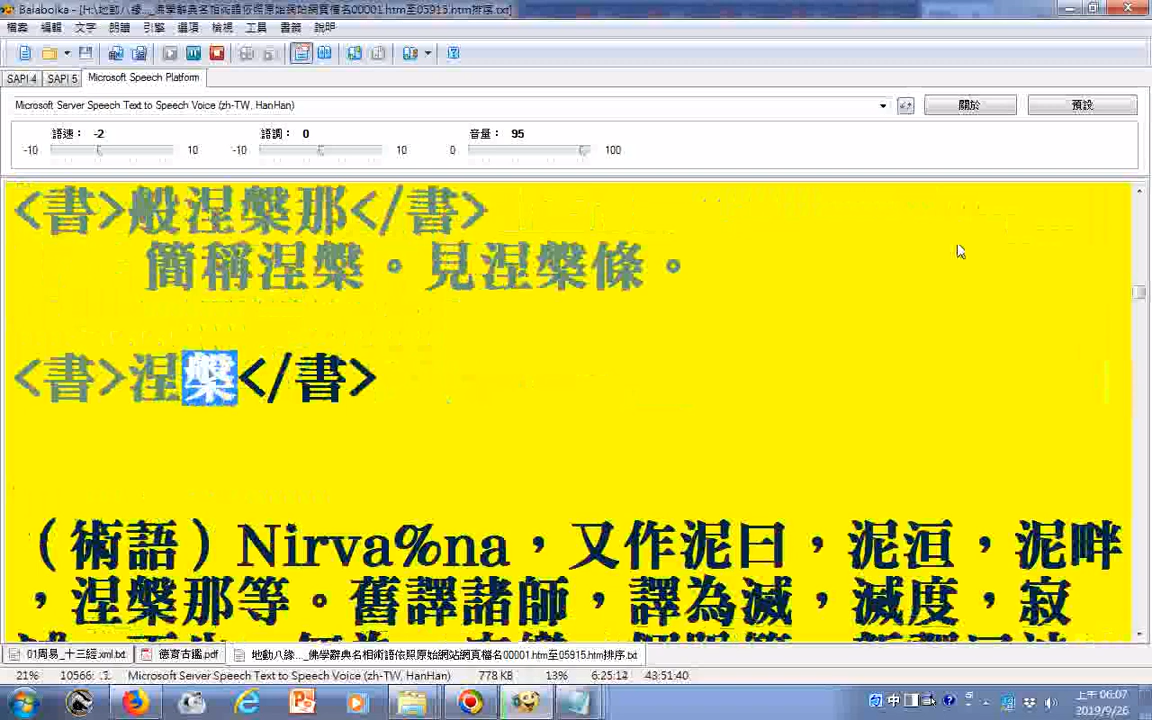 Balabolka - [H:\地動八緣..._佛學辭典名相術語依照原始網站網頁檔名00001.htm至05915.htm排序.txt]
檔案 編輯 文字 朗讀 引擎 選項 檢視 工具 書籤 說明
SAPI 4 SAPI 5 Microsoft Speech Platform
Microsoft Server Speech Text to Speech Voice (zh-TW, HanHan) 關於 預設
語速： -2 語調： 0 音量： 95
-10 10 -10 10 0 100
<書>般涅槃那</書>
簡稱涅槃。見涅槃條。
<書>涅槃</書>
（術語）Nirva%na，又作泥曰，泥洹，泥畔
，涅槃那等。舊譯諸師，譯為滅，滅度，寂
01周易_十三經.xml.txt 德育古鑑.pdf 地動八緣..._佛學辭典名相術語依照原始網站網頁檔名00001.htm至05915.htm排序.txt
21% 10566: Microsoft Server Speech Text to Speech Voice (zh-TW, HanHan) 778 KB 13% 6:25:12 43:51:40
中 上午 06:07
2019/9/26